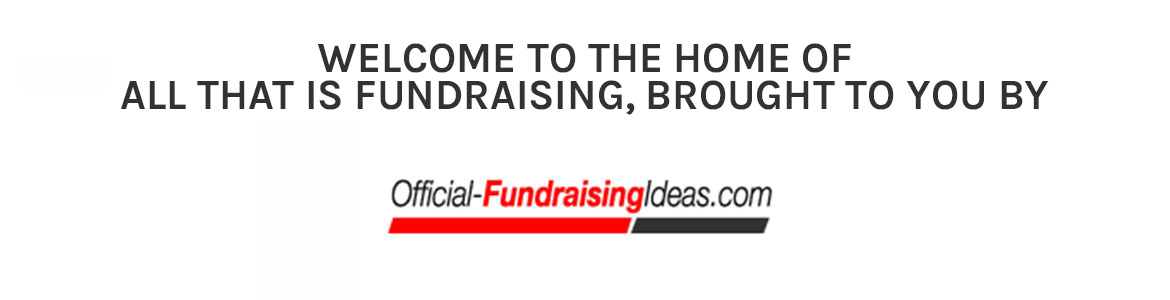 WELCOME TO THE HOME OF
ALL THAT IS FUNDRAISING, BROUGHT TO YOU BY
Official-FundraisingIdeas.com